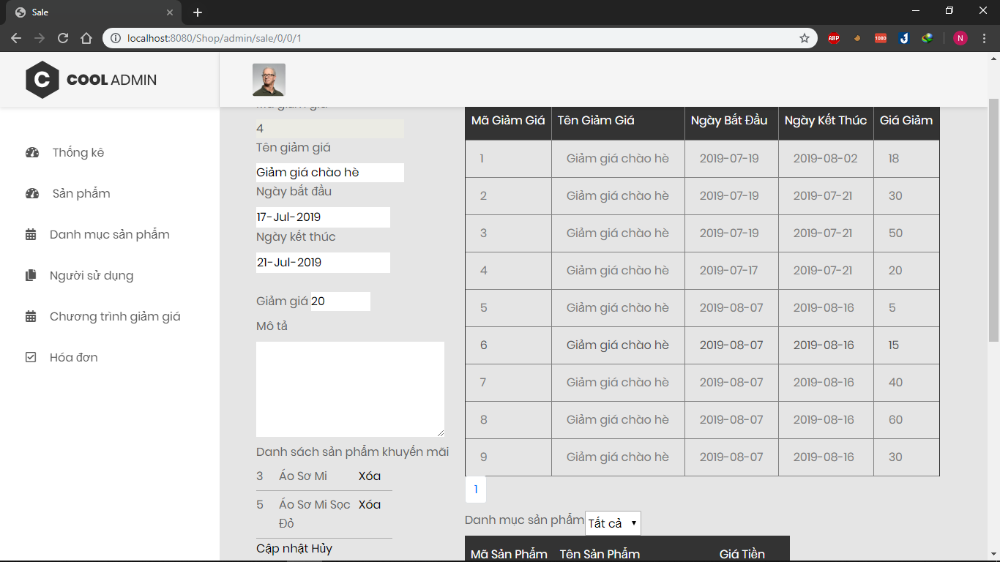 Sale
localhost:8080/Shop/admin/sale/0/0/1
ABP
1080
N
C COOL ADMIN
Thống kê
Sản phẩm
Danh mục sản phẩm
Người sử dụng
Chương trình giảm giá
Hóa đơn
Mã giảm giá
4
Tên giảm giá
Giảm giá chào hè
Ngày bắt đầu
17-Jul-2019
Ngày kết thúc
21-Jul-2019
Giảm giá 20
Mô tả
Danh sách sản phẩm khuyến mãi
3 Áo Sơ Mi Xóa
5 Áo Sơ Mi Sọc Xóa
Đỏ
Cập nhật Hủy
Mã Giảm Giá Tên Giảm Giá Ngày Bắt Đầu Ngày Kết Thúc Giá Giảm
1 Giảm giá chào hè 2019-07-19 2019-08-02 18
2 Giảm giá chào hè 2019-07-19 2019-07-21 30
3 Giảm giá chào hè 2019-07-19 2019-07-21 50
4 Giảm giá chào hè 2019-07-17 2019-07-21 20
5 Giảm giá chào hè 2019-08-07 2019-08-16 5
6 Giảm giá chào hè 2019-08-07 2019-08-16 15
7 Giảm giá chào hè 2019-08-07 2019-08-16 40
8 Giảm giá chào hè 2019-08-07 2019-08-16 60
9 Giảm giá chào hè 2019-08-07 2019-08-16 30
1
Danh mục sản phẩm Tất cả
Mã Sản Phẩm Tên Sản Phẩm Giá Tiền